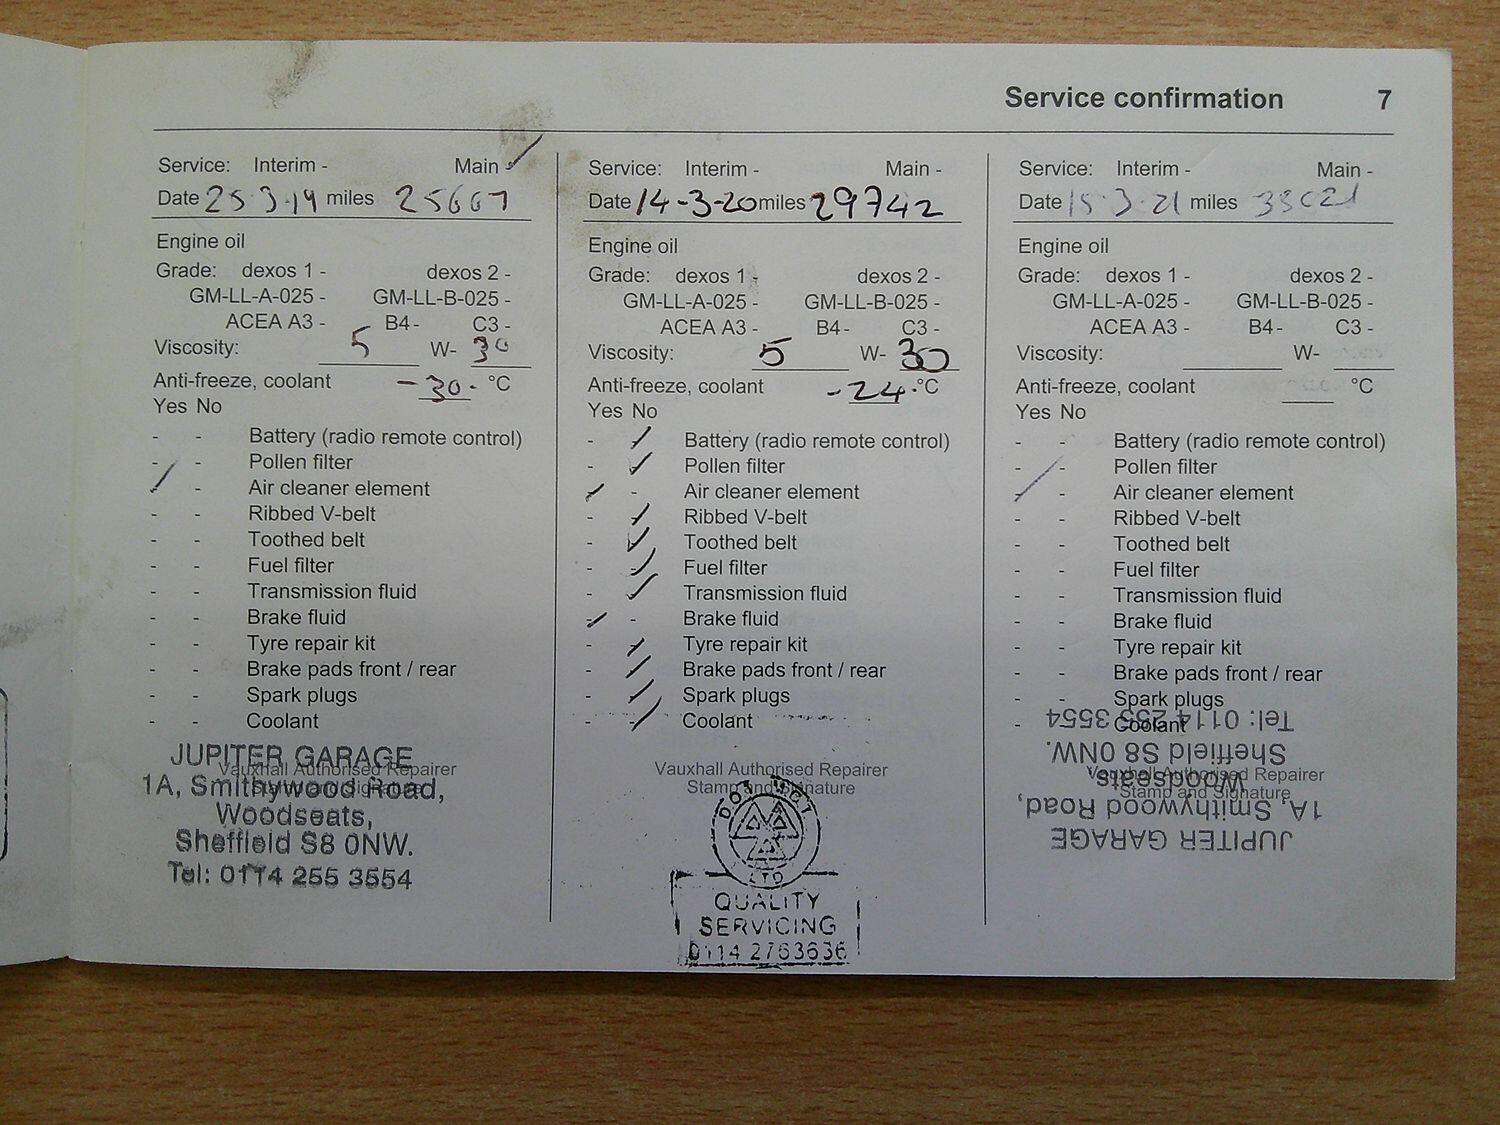 Service confirmation 7
Service: Interim - Main -
Date 25·3·19 miles 25667
Engine oil
Grade: dexos 1 - dexos 2 -
GM-LL-A-025 - GM-LL-B-025 -
ACEA A3 - B4 - C3 -
Viscosity: 5 W- 30
Anti-freeze, coolant -30· °C
Yes No
- - Battery (radio remote control)
- - Pollen filter
/ - Air cleaner element
- - Ribbed V-belt
- - Toothed belt
- - Fuel filter
- - Transmission fluid
- - Brake fluid
- - Tyre repair kit
- - Brake pads front / rear
- - Spark plugs
- - Coolant
Vauxhall Authorised Repairer
Stamp and Signature
JUPITER GARAGE
1A, Smithywood Road,
Woodseats,
Sheffield S8 0NW.
Tel: 0114 255 3554
Service: Interim - Main -
Date 14-3-20 miles 29742
Engine oil
Grade: dexos 1 - dexos 2 -
GM-LL-A-025 - GM-LL-B-025 -
ACEA A3 - B4 - C3 -
Viscosity: 5 W- 30
Anti-freeze, coolant -24· °C
Yes No
- / Battery (radio remote control)
- / Pollen filter
/ - Air cleaner element
- / Ribbed V-belt
- / Toothed belt
- / Fuel filter
- / Transmission fluid
/ - Brake fluid
- / Tyre repair kit
- / Brake pads front / rear
- / Spark plugs
- / Coolant
Vauxhall Authorised Repairer
Stamp and Signature
LTD
QUALITY
SERVICING
0114 2763636
Service: Interim - Main -
Date 15·3·21 miles 33021
Engine oil
Grade: dexos 1 - dexos 2 -
GM-LL-A-025 - GM-LL-B-025 -
ACEA A3 - B4 - C3 -
Viscosity: W-
Anti-freeze, coolant °C
Yes No
- - Battery (radio remote control)
- - Pollen filter
/ - Air cleaner element
- - Ribbed V-belt
- - Toothed belt
- - Fuel filter
- - Transmission fluid
- - Brake fluid
- - Tyre repair kit
- - Brake pads front / rear
- - Spark plugs
- - Coolant
Vauxhall Authorised Repairer
Stamp and Signature
JUPITER GARAGE
1A, Smithywood Road,
Woodseats,
Sheffield S8 0NW.
Tel: 0114 255 3554